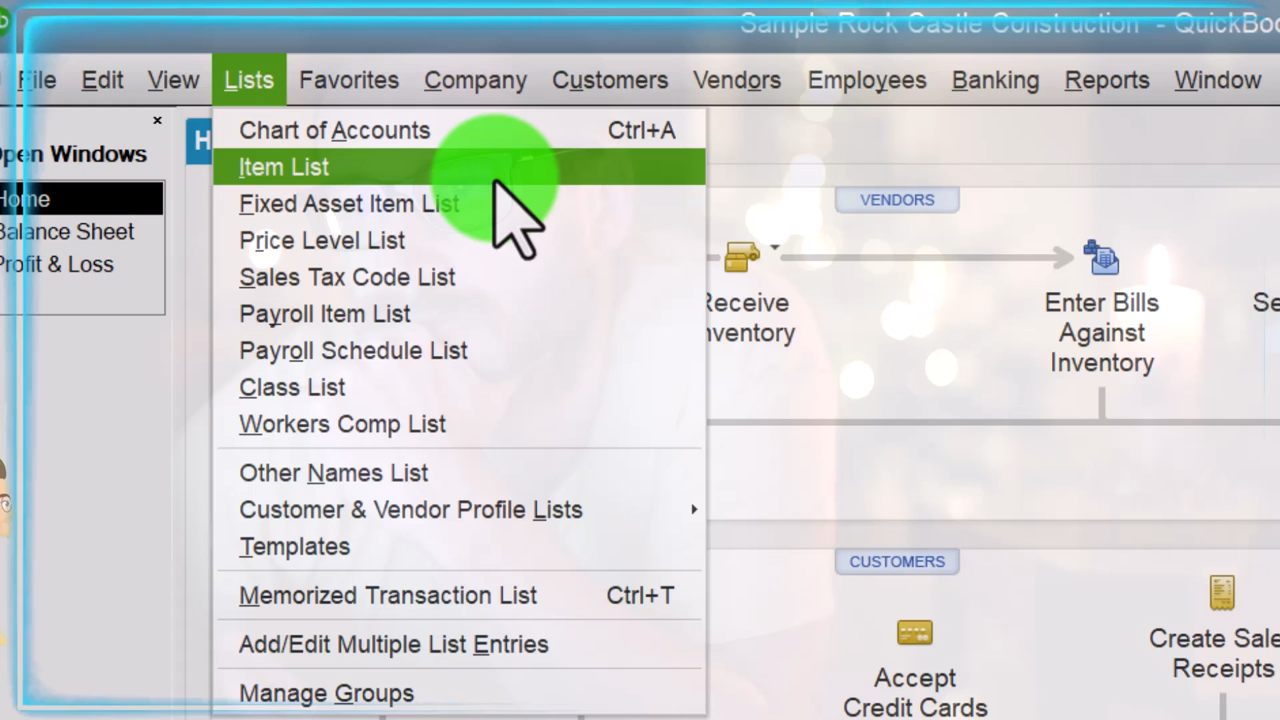 Sample Rock Castle Construction - QuickBoo
File Edit View Lists Favorites Company Customers Vendors Employees Banking Reports Window
Open Windows
Home
Balance Sheet
Profit & Loss
H
Chart of Accounts Ctrl+A
Item List
Fixed Asset Item List
Price Level List
Sales Tax Code List
Payroll Item List
Payroll Schedule List
Class List
Workers Comp List
Other Names List
Customer & Vendor Profile Lists
Templates
Memorized Transaction List Ctrl+T
Add/Edit Multiple List Entries
Manage Groups
VENDORS
Receive
Inventory
Enter Bills
Against
Inventory
Se
CUSTOMERS
Accept
Credit Cards
Create Sale
Receipts